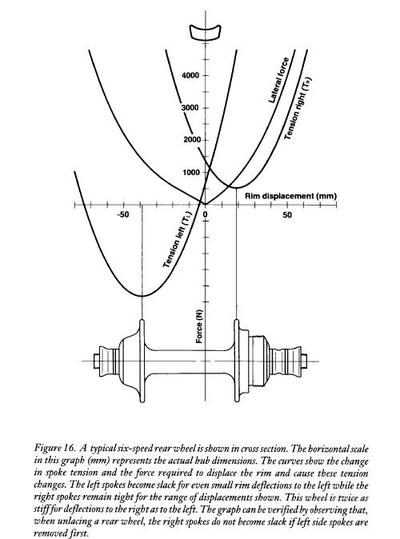 4000
3000
2000
1000
Lateral force
Tension right (Tʀ)
Rim displacement (mm)
-50
0
50
Tension left (Tʟ)
Force (N)
Figure 16. A typical six-speed rear wheel is shown in cross section. The horizontal scale
in this graph (mm) represents the actual hub dimensions. The curves show the change
in spoke tension and the force required to displace the rim and cause these tension
changes. The left spokes become slack for even small rim deflections to the left while the
right spokes remain tight for the range of displacements shown. This wheel is twice as
stiff for deflections to the right as to the left. The graph can be verified by observing that,
when unlacing a rear wheel, the right spokes do not become slack if left side spokes are
removed first.